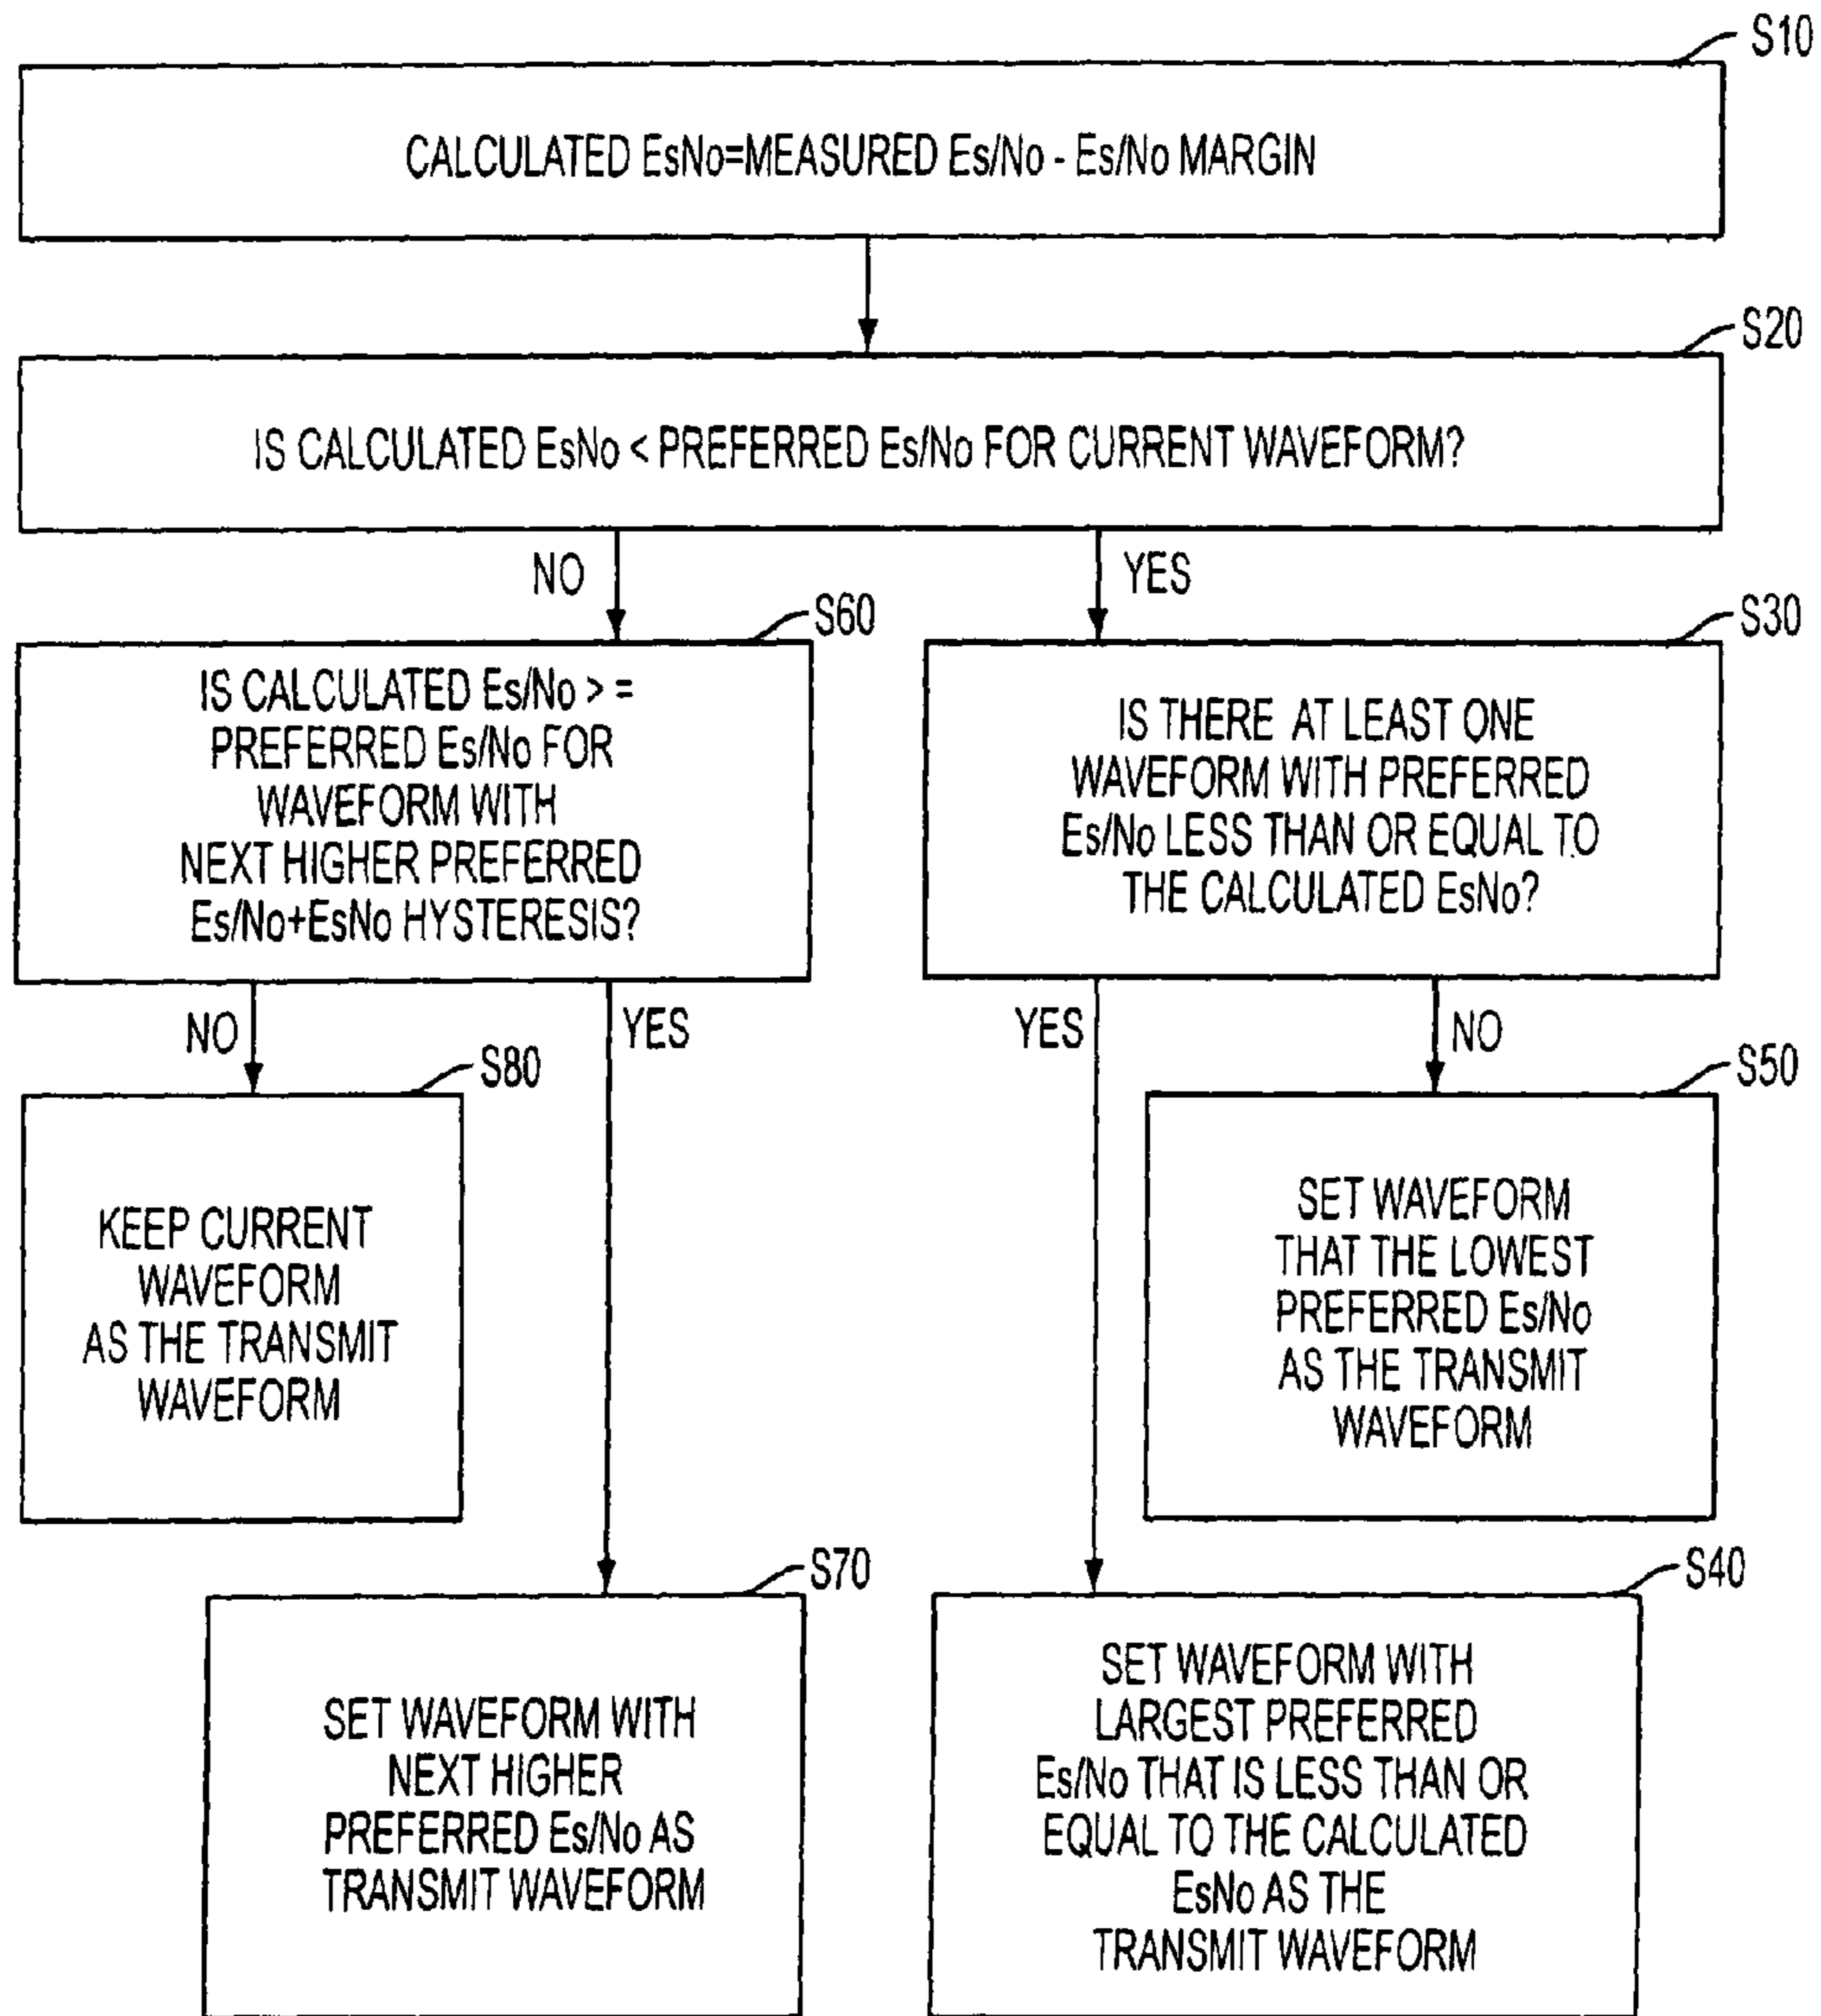 S10
CALCULATED EsNo=MEASURED Es/No - Es/No MARGIN
S20
IS CALCULATED EsNo < PREFERRED Es/No FOR CURRENT WAVEFORM?
NO
YES
S60
IS CALCULATED Es/No > =
PREFERRED Es/No FOR
WAVEFORM WITH
NEXT HIGHER PREFERRED
Es/No+EsNo HYSTERESIS?
S30
IS THERE AT LEAST ONE
WAVEFORM WITH PREFERRED
Es/No LESS THAN OR EQUAL TO
THE CALCULATED EsNo?
NO
YES
YES
NO
S80
KEEP CURRENT
WAVEFORM
AS THE TRANSMIT
WAVEFORM
S50
SET WAVEFORM
THAT THE LOWEST
PREFERRED Es/No
AS THE TRANSMIT
WAVEFORM
S70
SET WAVEFORM WITH
NEXT HIGHER
PREFERRED Es/No AS
TRANSMIT WAVEFORM
S40
SET WAVEFORM WITH
LARGEST PREFERRED
Es/No THAT IS LESS THAN OR
EQUAL TO THE CALCULATED
EsNo AS THE
TRANSMIT WAVEFORM